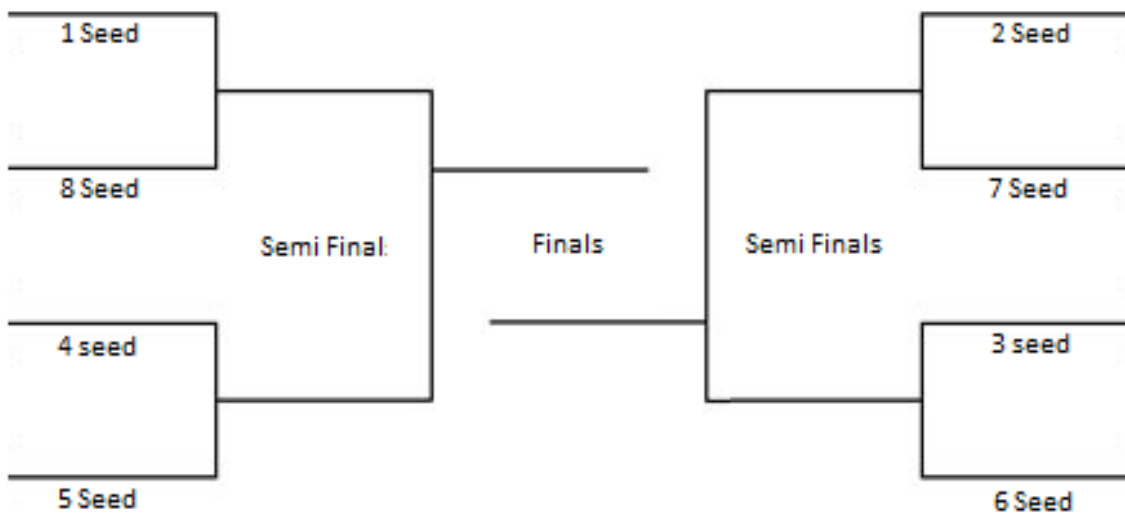 1 Seed
2 Seed
8 Seed
7 Seed
Semi Final:
Finals
Semi Finals
4 seed
3 seed
5 Seed
6 Seed